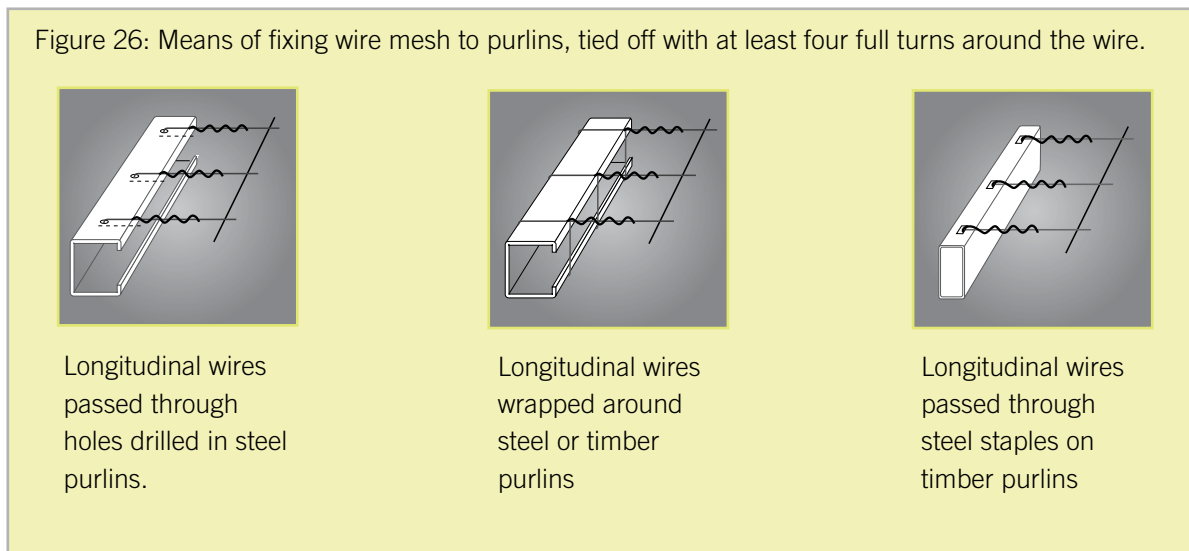 Figure 26: Means of fixing wire mesh to purlins, tied off with at least four full turns around the wire.
Longitudinal wires
passed through
holes drilled in steel
purlins.
Longitudinal wires
wrapped around
steel or timber
purlins
Longitudinal wires
passed through
steel staples on
timber purlins